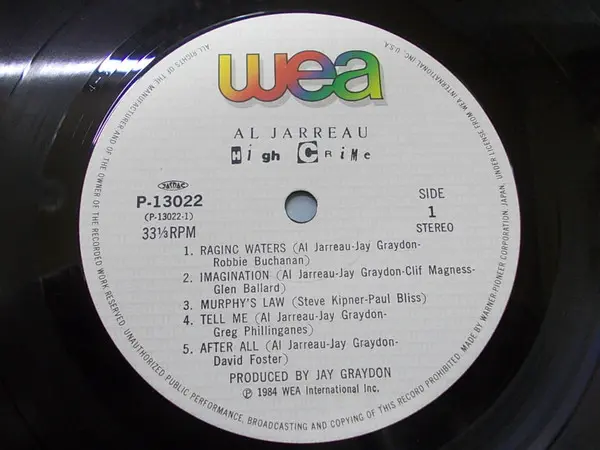 wea
AL JARREAU
High CRiMe
JASRAC
P-13022
(P-13022-1)
33⅓RPM
SIDE
1
STEREO
1. RAGINC WATERS (Al Jarreau-Jay Graydon-
Robbie Buchanan)
2. IMAGINATION (Al Jarreau-Jay Graydon-Clif Magness-
Glen Ballard)
3. MURPHY'S LAW (Steve Kipner-Paul Bliss)
4. TELL ME (Al Jarreau-Jay Graydon-
Greg Phillinganes)
5. AFTER ALL (Al Jarreau-Jay Graydon-
David Foster)
PRODUCED BY JAY GRAYDON
℗ 1984 WEA International Inc.
ALL RIGHTS OF THE MANUFACTURER AND OF THE OWNER OF THE RECORDED WORK RESERVED. UNAUTHORIZED PUBLIC PERFORMANCE, BROADCASTING AND COPYING OF THIS RECORD PROHIBITED. MADE BY WARNER-PIONEER CORPORATION JAPAN, UNDER LICENSE FROM WEA INTERNATIONAL INC. U.S.A.